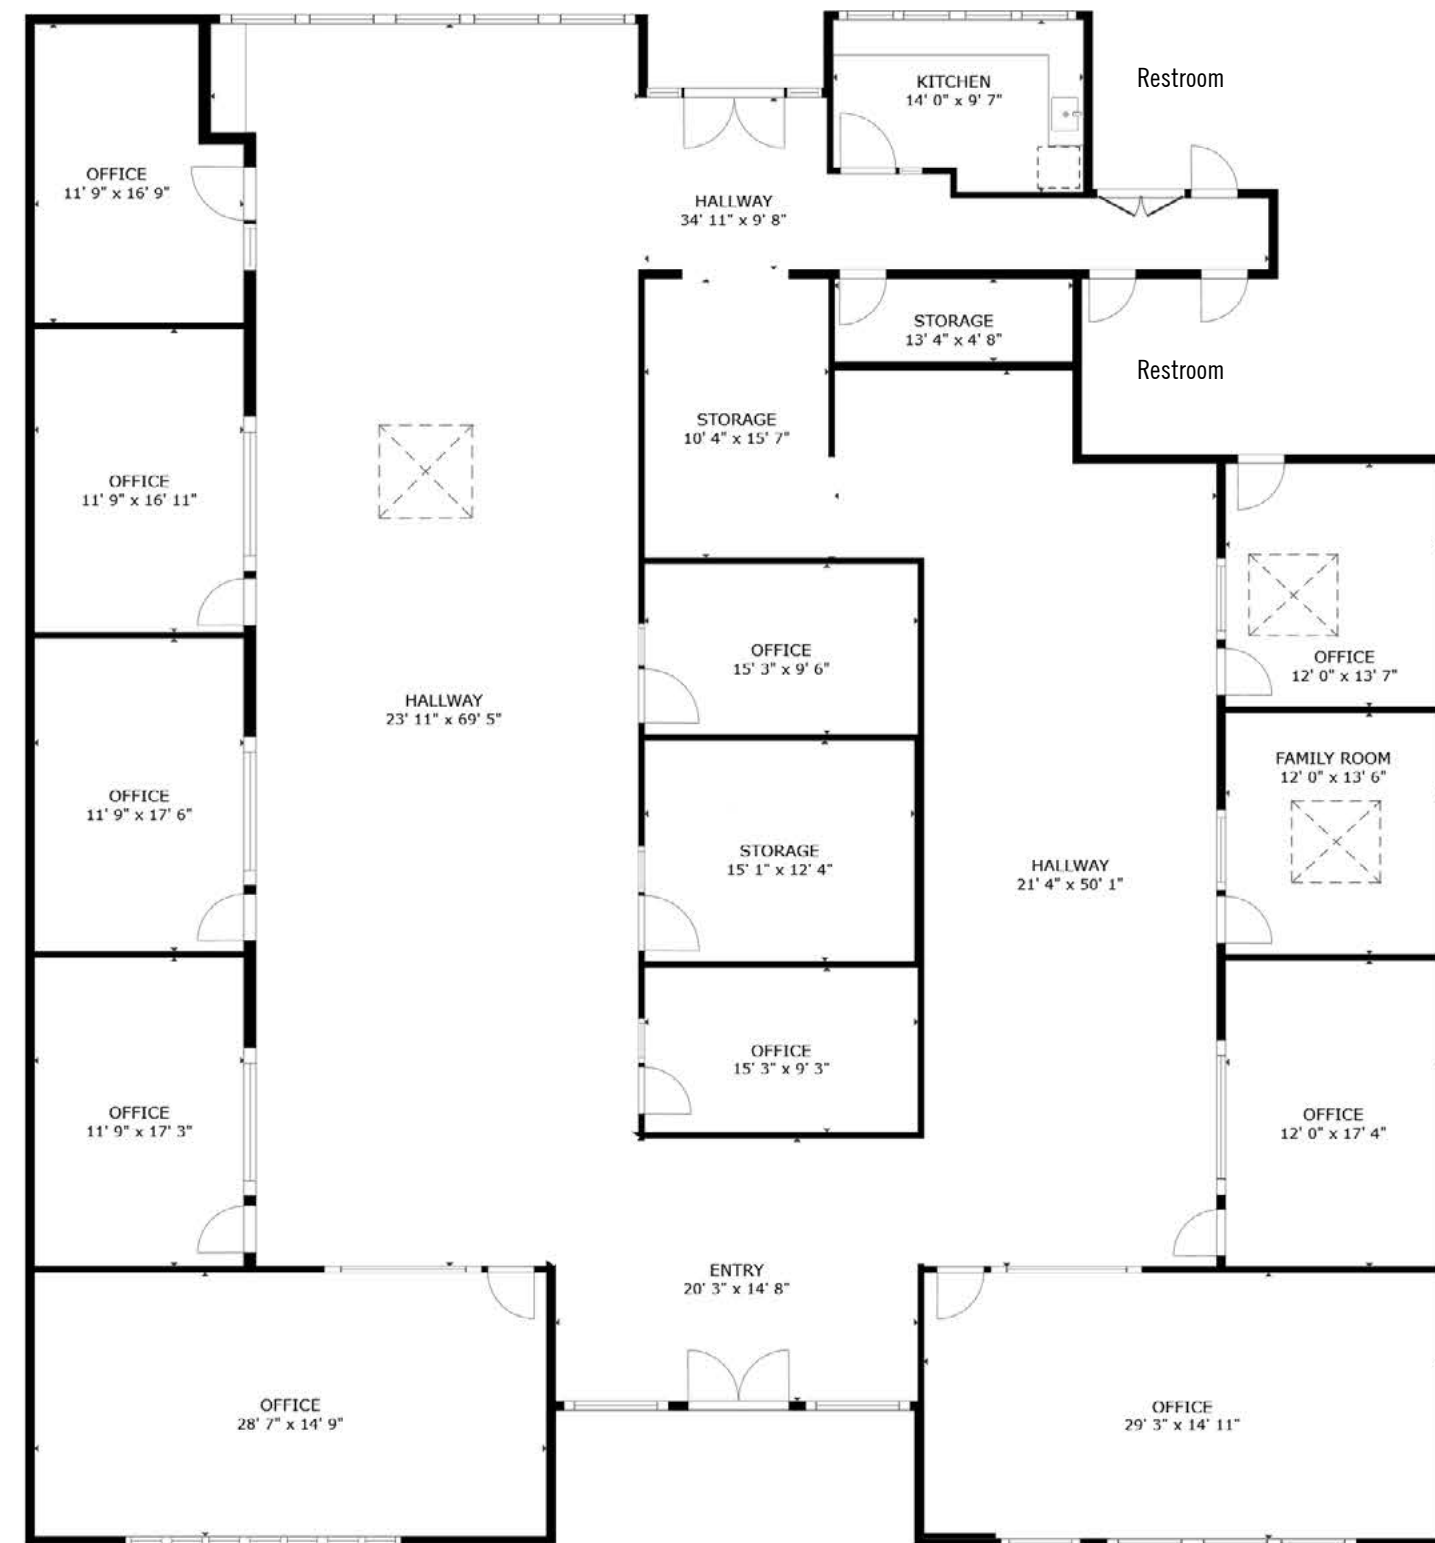 KITCHEN
14' 0" x 9' 7"
Restroom
OFFICE
11' 9" x 16' 9"
HALLWAY
34' 11" x 9' 8"
STORAGE
13' 4" x 4' 8"
Restroom
STORAGE
10' 4" x 15' 7"
OFFICE
11' 9" x 16' 11"
OFFICE
15' 3" x 9' 6"
OFFICE
12' 0" x 13' 7"
HALLWAY
23' 11" x 69' 5"
FAMILY ROOM
12' 0" x 13' 6"
OFFICE
11' 9" x 17' 6"
STORAGE
15' 1" x 12' 4"
HALLWAY
21' 4" x 50' 1"
OFFICE
15' 3" x 9' 3"
OFFICE
11' 9" x 17' 3"
OFFICE
12' 0" x 17' 4"
ENTRY
20' 3" x 14' 8"
OFFICE
28' 7" x 14' 9"
OFFICE
29' 3" x 14' 11"